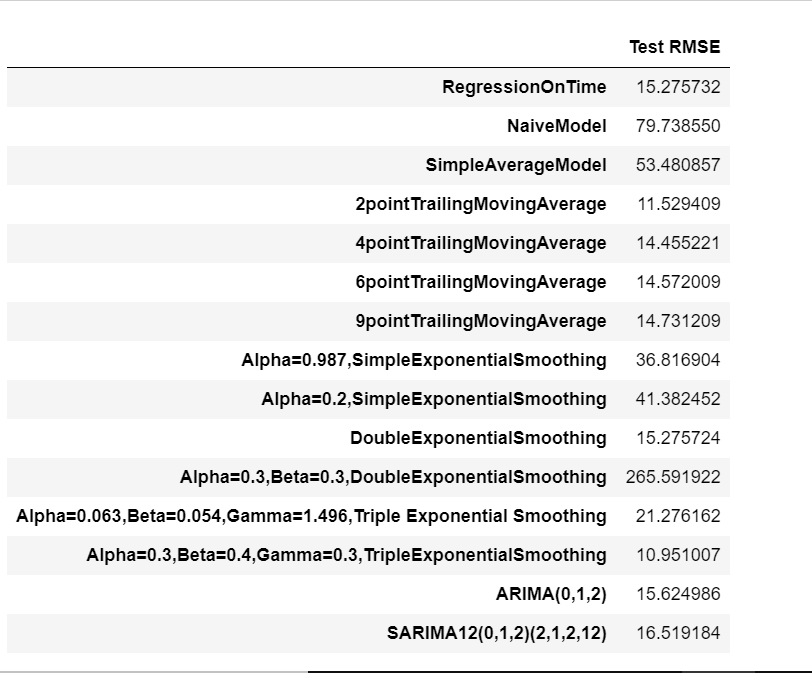 Test RMSE
RegressionOnTime 15.275732
NaiveModel 79.738550
SimpleAverageModel 53.480857
2pointTrailingMovingAverage 11.529409
4pointTrailingMovingAverage 14.455221
6pointTrailingMovingAverage 14.572009
9pointTrailingMovingAverage 14.731209
Alpha=0.987,SimpleExponentialSmoothing 36.816904
Alpha=0.2,SimpleExponentialSmoothing 41.382452
DoubleExponentialSmoothing 15.275724
Alpha=0.3,Beta=0.3,DoubleExponentialSmoothing 265.591922
Alpha=0.063,Beta=0.054,Gamma=1.496,Triple Exponential Smoothing 21.276162
Alpha=0.3,Beta=0.4,Gamma=0.3,TripleExponentialSmoothing 10.951007
ARIMA(0,1,2) 15.624986
SARIMA12(0,1,2)(2,1,2,12) 16.519184